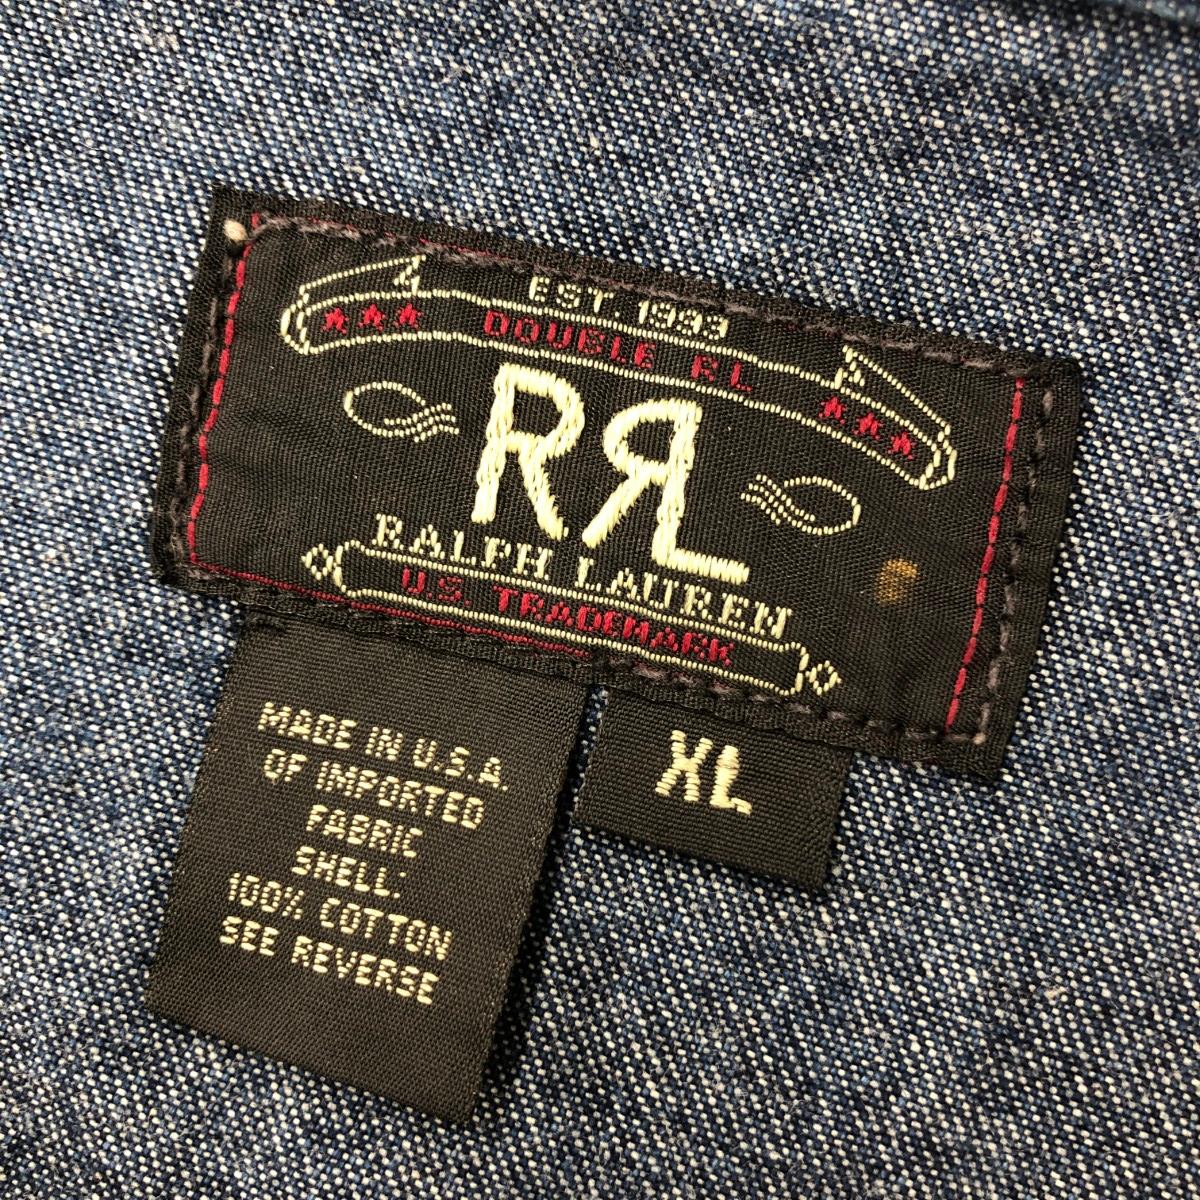 EST. 1993
DOUBLE RL
RRL
RALPH LAUREN
U.S. TRADEMARK
XL
MADE IN U.S.A.
OF IMPORTED
FABRIC
SHELL:
100% COTTON
SEE REVERSE